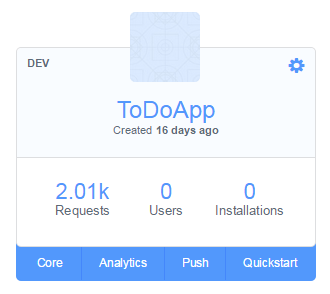 DEV
ToDoApp
Created 16 days ago
2.01k 0 0
Requests Users Installations
Core Analytics Push Quickstart